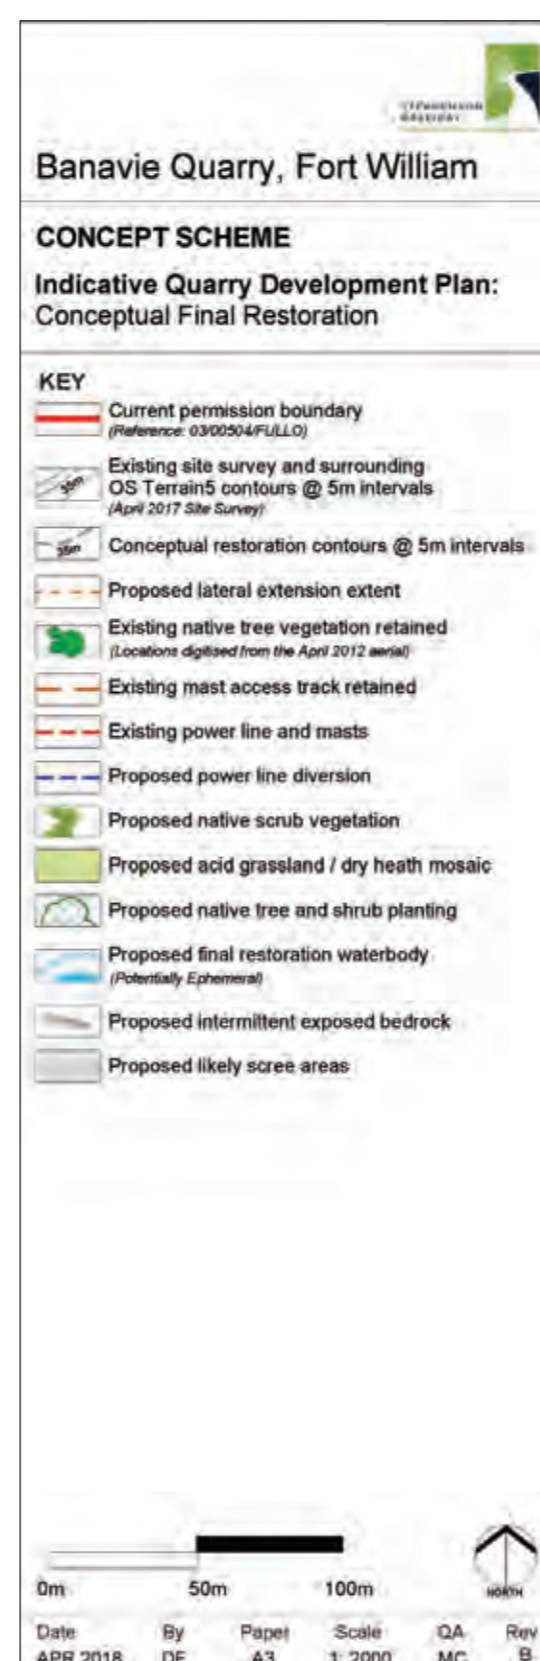 STEPHENSON
HALLIDAY
Banavie Quarry, Fort William
CONCEPT SCHEME
Indicative Quarry Development Plan:
Conceptual Final Restoration
KEY
Current permission boundary
(Reference: 03/00504/FULLO)
Existing site survey and surrounding
OS Terrain5 contours @ 5m intervals
(April 2017 Site Survey)
30m
Conceptual restoration contours @ 5m intervals
35m
Proposed lateral extension extent
Existing native tree vegetation retained
(Locations digitised from the April 2012 aerial)
Existing mast access track retained
Existing power line and masts
Proposed power line diversion
Proposed native scrub vegetation
Proposed acid grassland / dry heath mosaic
Proposed native tree and shrub planting
Proposed final restoration waterbody
(Potentially Ephemeral)
Proposed intermittent exposed bedrock
Proposed likely scree areas
0m 50m 100m NORTH
Date By Paper Scale QA Rev
APR 2018 DF A3 1: 2000 MC B